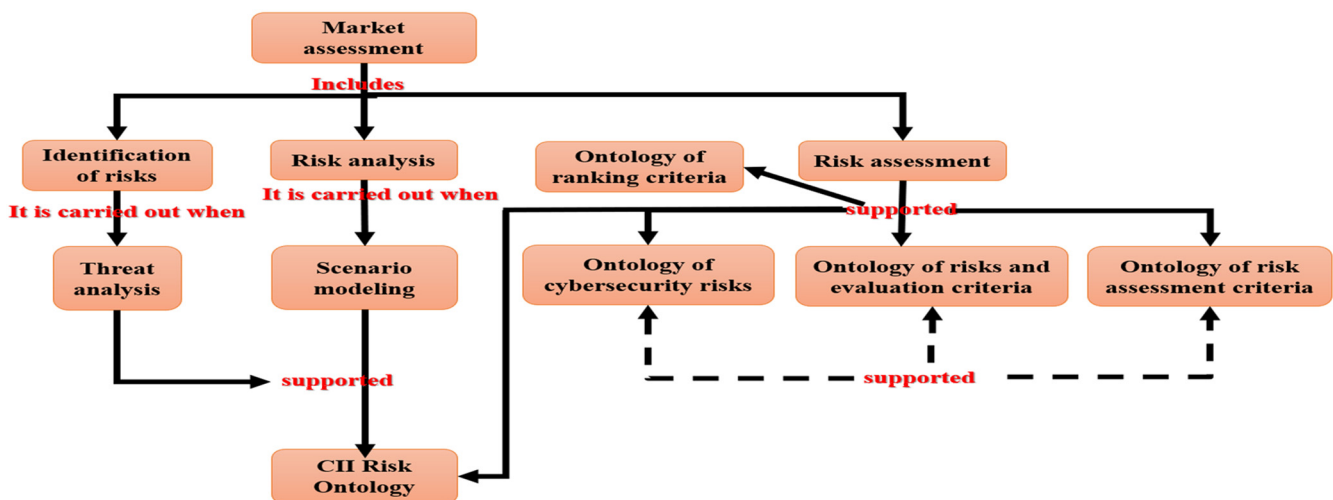 Market
assessment
Includes
Identification
of risks
Risk analysis
Ontology of
ranking criteria
Risk assessment
It is carried out when
It is carried out when
supported
Threat
analysis
Scenario
modeling
Ontology of
cybersecurity risks
Ontology of risks and
evaluation criteria
Ontology of risk
assessment criteria
supported
supported
CII Risk
Ontology